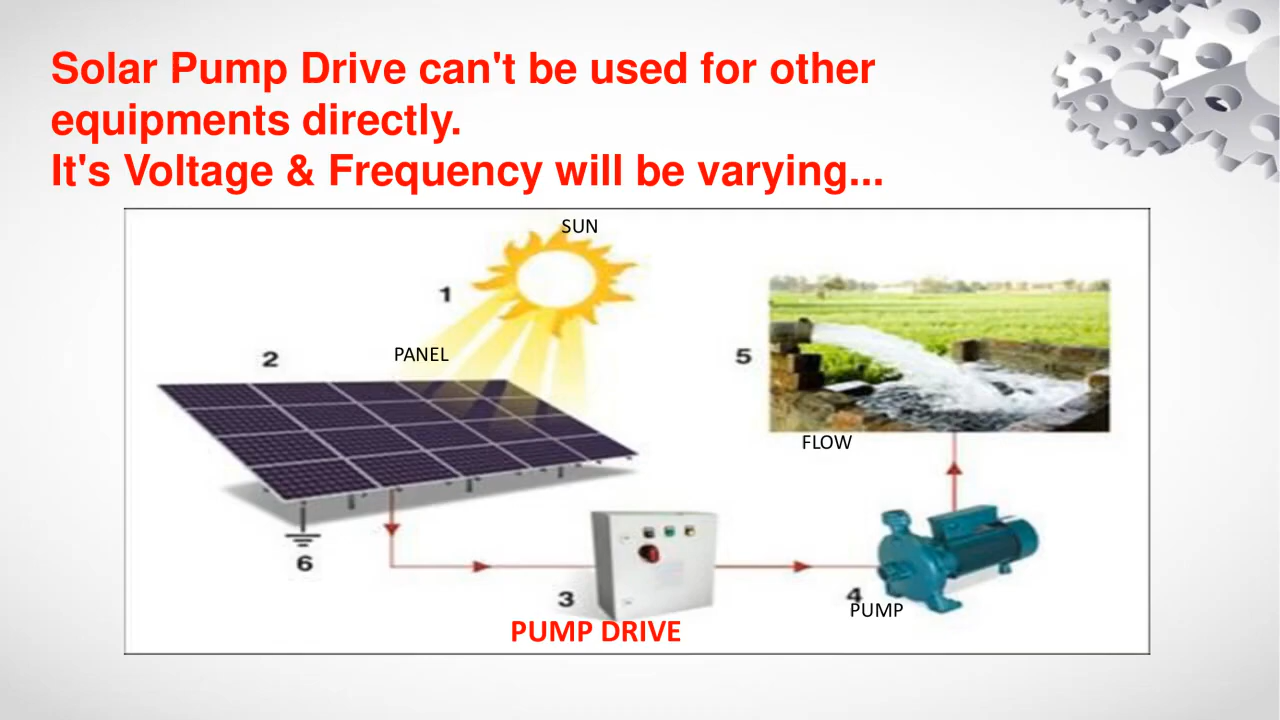 Solar Pump Drive can't be used for other
equipments directly.
It's Voltage & Frequency will be varying...
SUN
1
2
PANEL
5
FLOW
6
3
4
PUMP
PUMP DRIVE